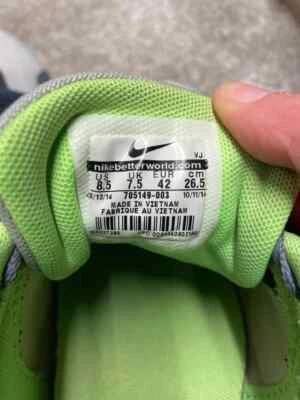 VJ
nikebetterworld.com
US UK EUR cm
8.5 7.5 42 26.5
705149-003
10/11/14
MADE IN VIETNAM
FABRIQUE AU VIETNAM